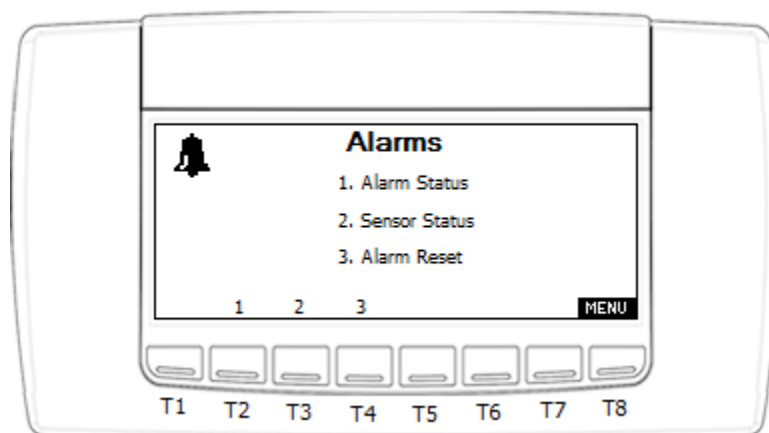 Alarms
1. Alarm Status
2. Sensor Status
3. Alarm Reset
1 2 3 MENU
T1 T2 T3 T4 T5 T6 T7 T8